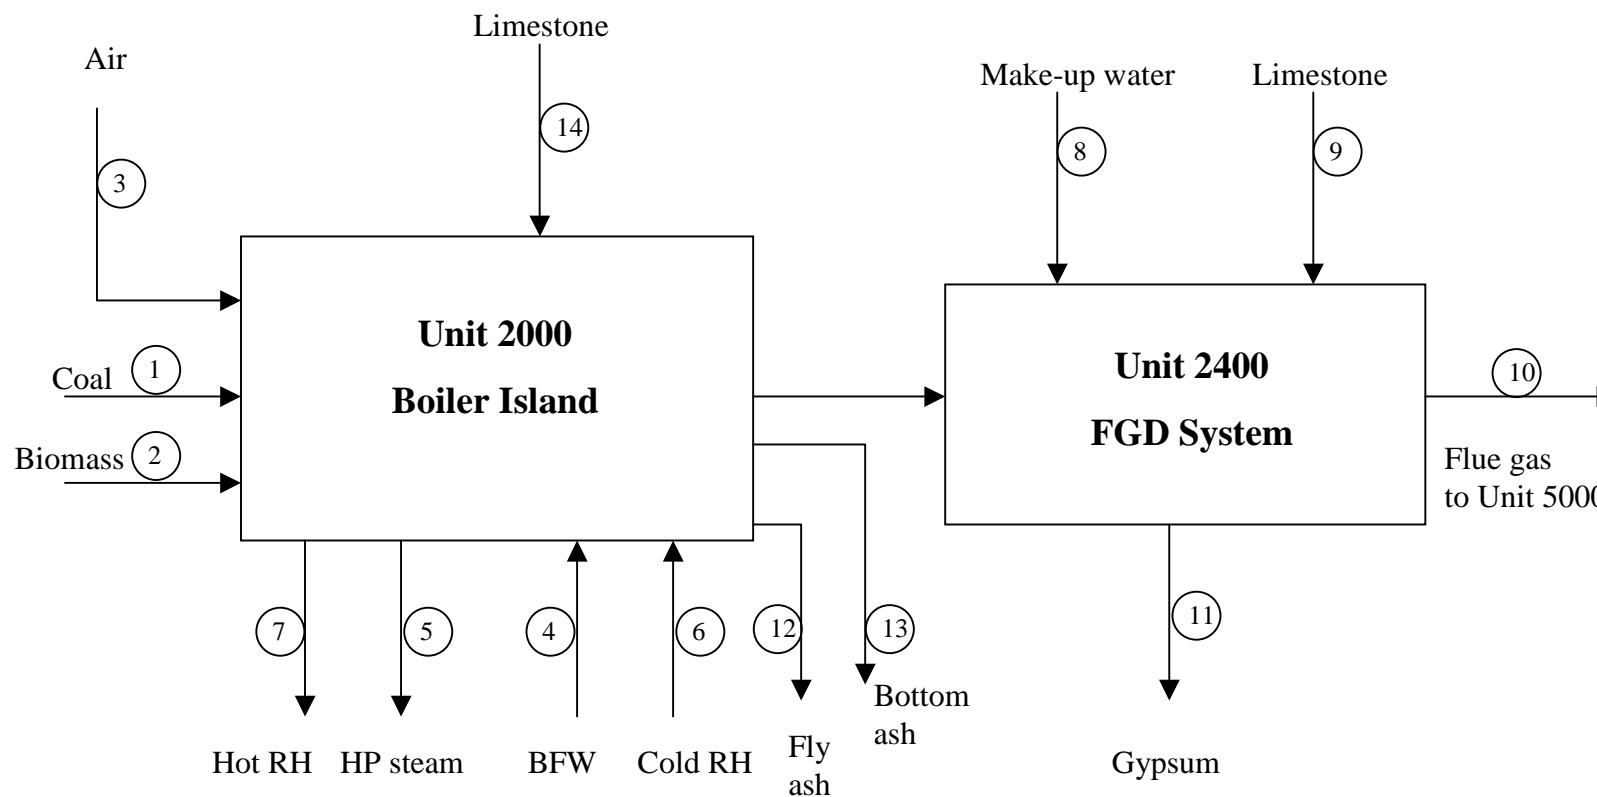 Limestone
Air
Make-up water
Limestone
14
8
9
3
Unit 2000
Boiler Island
Unit 2400
FGD System
Coal
1
10
Biomass
2
Flue gas
to Unit 5000
7
5
4
6
12
13
11
Bottom
ash
Hot RH
HP steam
BFW
Cold RH
Fly
ash
Gypsum